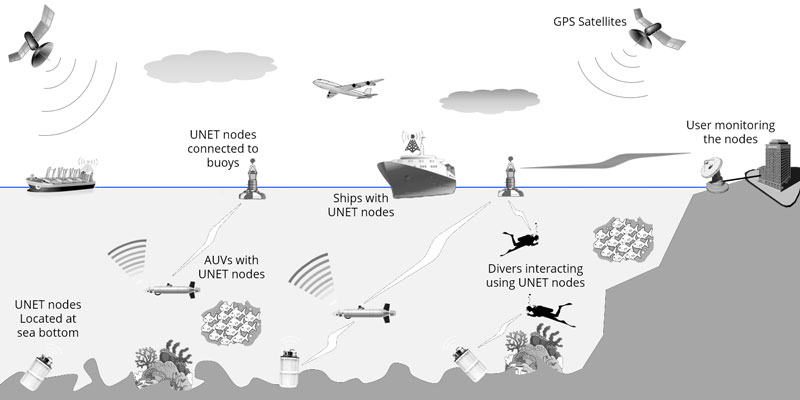 GPS Satellites
User monitoring
the nodes
UNET nodes
connected to
buoys
Ships with
UNET nodes
AUVs with
UNET nodes
Divers interacting
using UNET nodes
UNET nodes
Located at
sea bottom